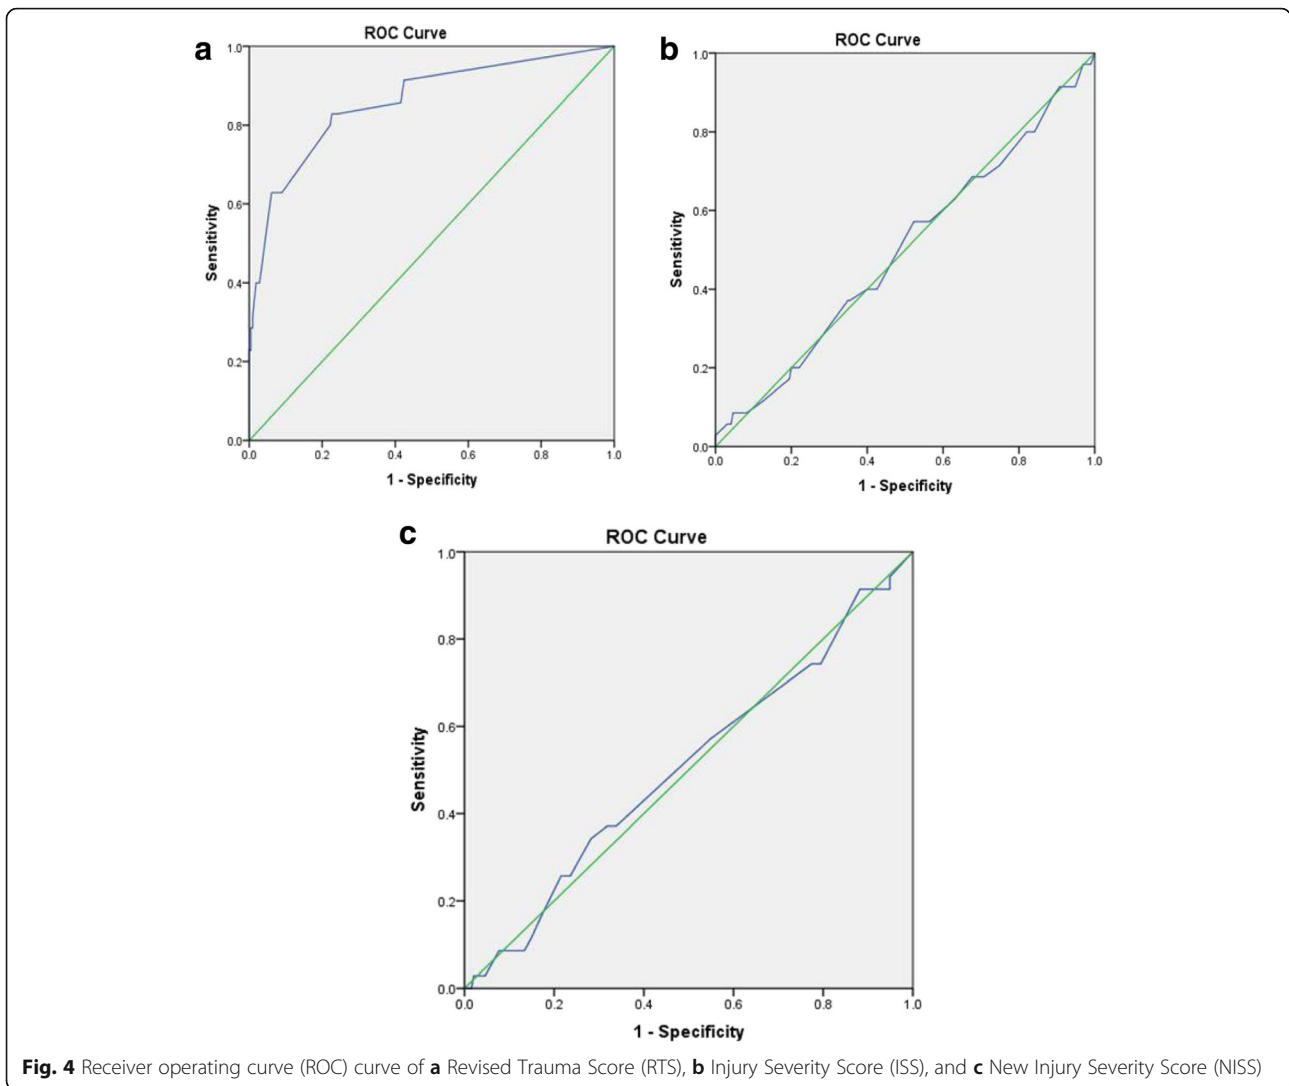 a
ROC Curve
1.0
0.8
0.6
0.4
0.2
0.0
Sensitivity
0.0 0.2 0.4 0.6 0.8 1.0
1 - Specificity
b
ROC Curve
1.0
0.8
0.6
0.4
0.2
0.0
Sensitivity
0.0 0.2 0.4 0.6 0.8 1.0
1 - Specificity
c
ROC Curve
1.0
0.8
0.6
0.4
0.2
0.0
Sensitivity
0.0 0.2 0.4 0.6 0.8 1.0
1 - Specificity
Fig. 4 Receiver operating curve (ROC) curve of a Revised Trauma Score (RTS), b Injury Severity Score (ISS), and c New Injury Severity Score (NISS)